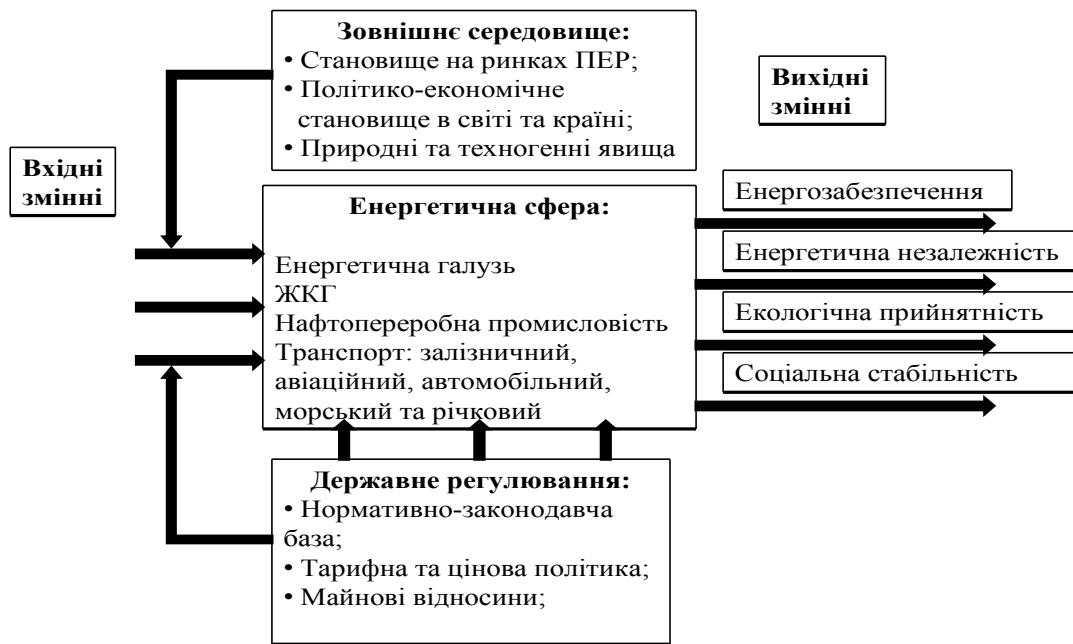 Зовнішнє середовище:
• Становище на ринках ПЕР;
• Політико-економічне
становище в світі та країні;
• Природні та техногенні явища
Вихідні
змінні
Вхідні
змінні
Енергетична сфера:
Енергетична галузь
ЖКГ
Нафтопереробна промисловість
Транспорт: залізничний,
авіаційний, автомобільний,
морський та річковий
Енергозабезпечення
Енергетична незалежність
Екологічна прийнятність
Соціальна стабільність
Державне регулювання:
• Нормативно-законодавча
база;
• Тарифна та цінова політика;
• Майнові відносини;